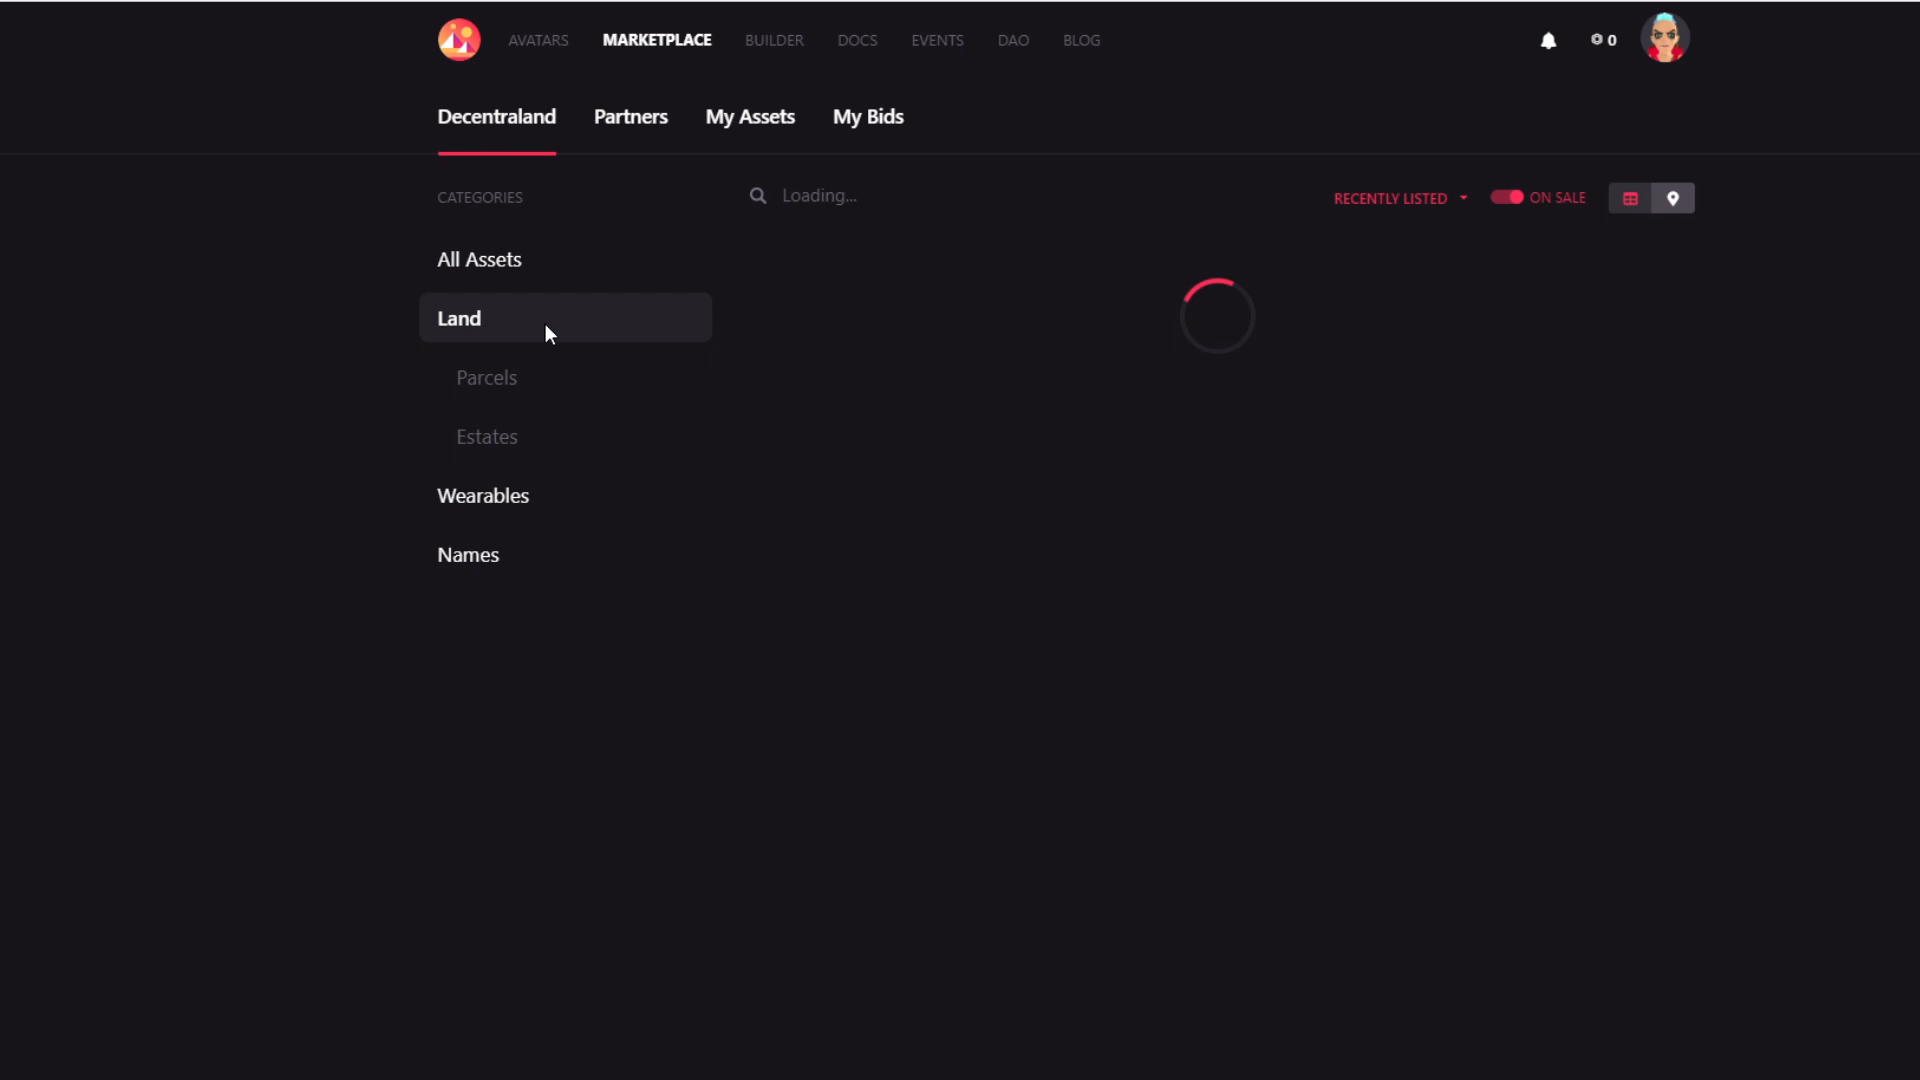 AVATARS MARKETPLACE BUILDER DOCS EVENTS DAO BLOG 0
Decentraland Partners My Assets My Bids
CATEGORIES Loading... RECENTLY LISTED ON SALE
All Assets
Land
Parcels
Estates
Wearables
Names